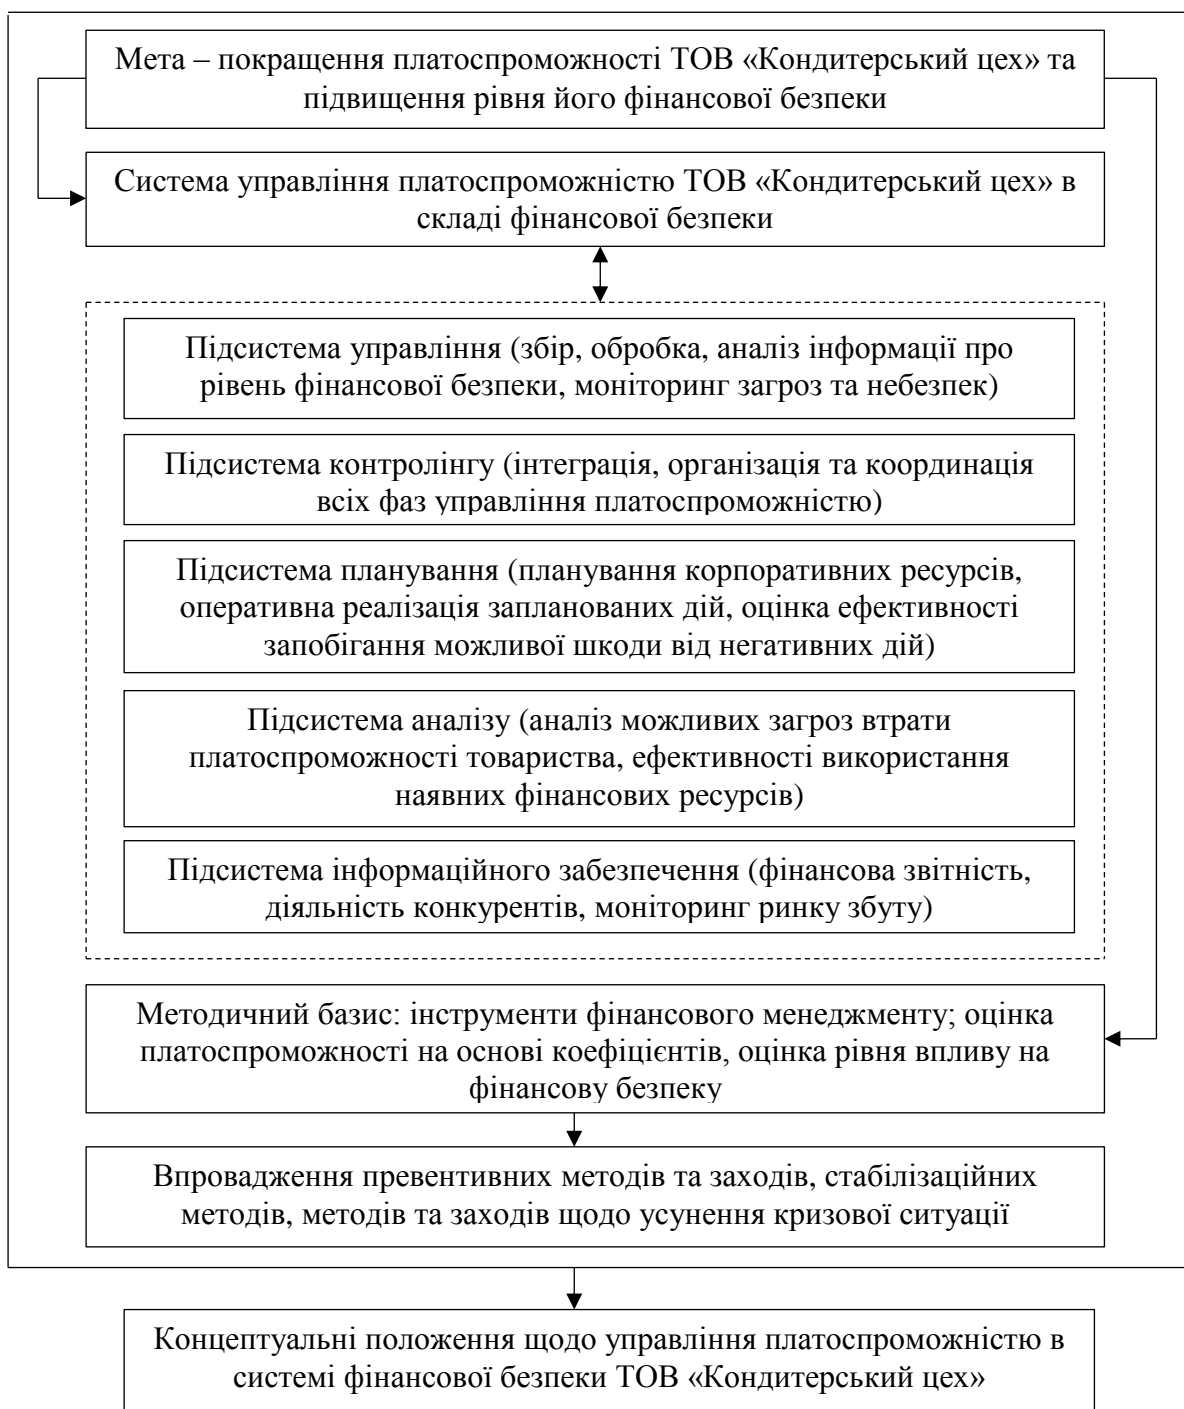 Мета – покращення платоспроможності ТОВ «Кондитерський цех» та
підвищення рівня його фінансової безпеки
Система управління платоспроможністю ТОВ «Кондитерський цех» в
складі фінансової безпеки
Підсистема управління (збір, обробка, аналіз інформації про
рівень фінансової безпеки, моніторинг загроз та небезпек)
Підсистема контролінгу (інтеграція, організація та координація
всіх фаз управління платоспроможністю)
Підсистема планування (планування корпоративних ресурсів,
оперативна реалізація запланованих дій, оцінка ефективності
запобігання можливої шкоди від негативних дій)
Підсистема аналізу (аналіз можливих загроз втрати
платоспроможності товариства, ефективності використання
наявних фінансових ресурсів)
Підсистема інформаційного забезпечення (фінансова звітність,
діяльність конкурентів, моніторинг ринку збуту)
Методичний базис: інструменти фінансового менеджменту; оцінка
платоспроможності на основі коефіцієнтів, оцінка рівня впливу на
фінансову безпеку
Впровадження превентивних методів та заходів, стабілізаційних
методів, методів та заходів щодо усунення кризової ситуації
Концептуальні положення щодо управління платоспроможністю в
системі фінансової безпеки ТОВ «Кондитерський цех»